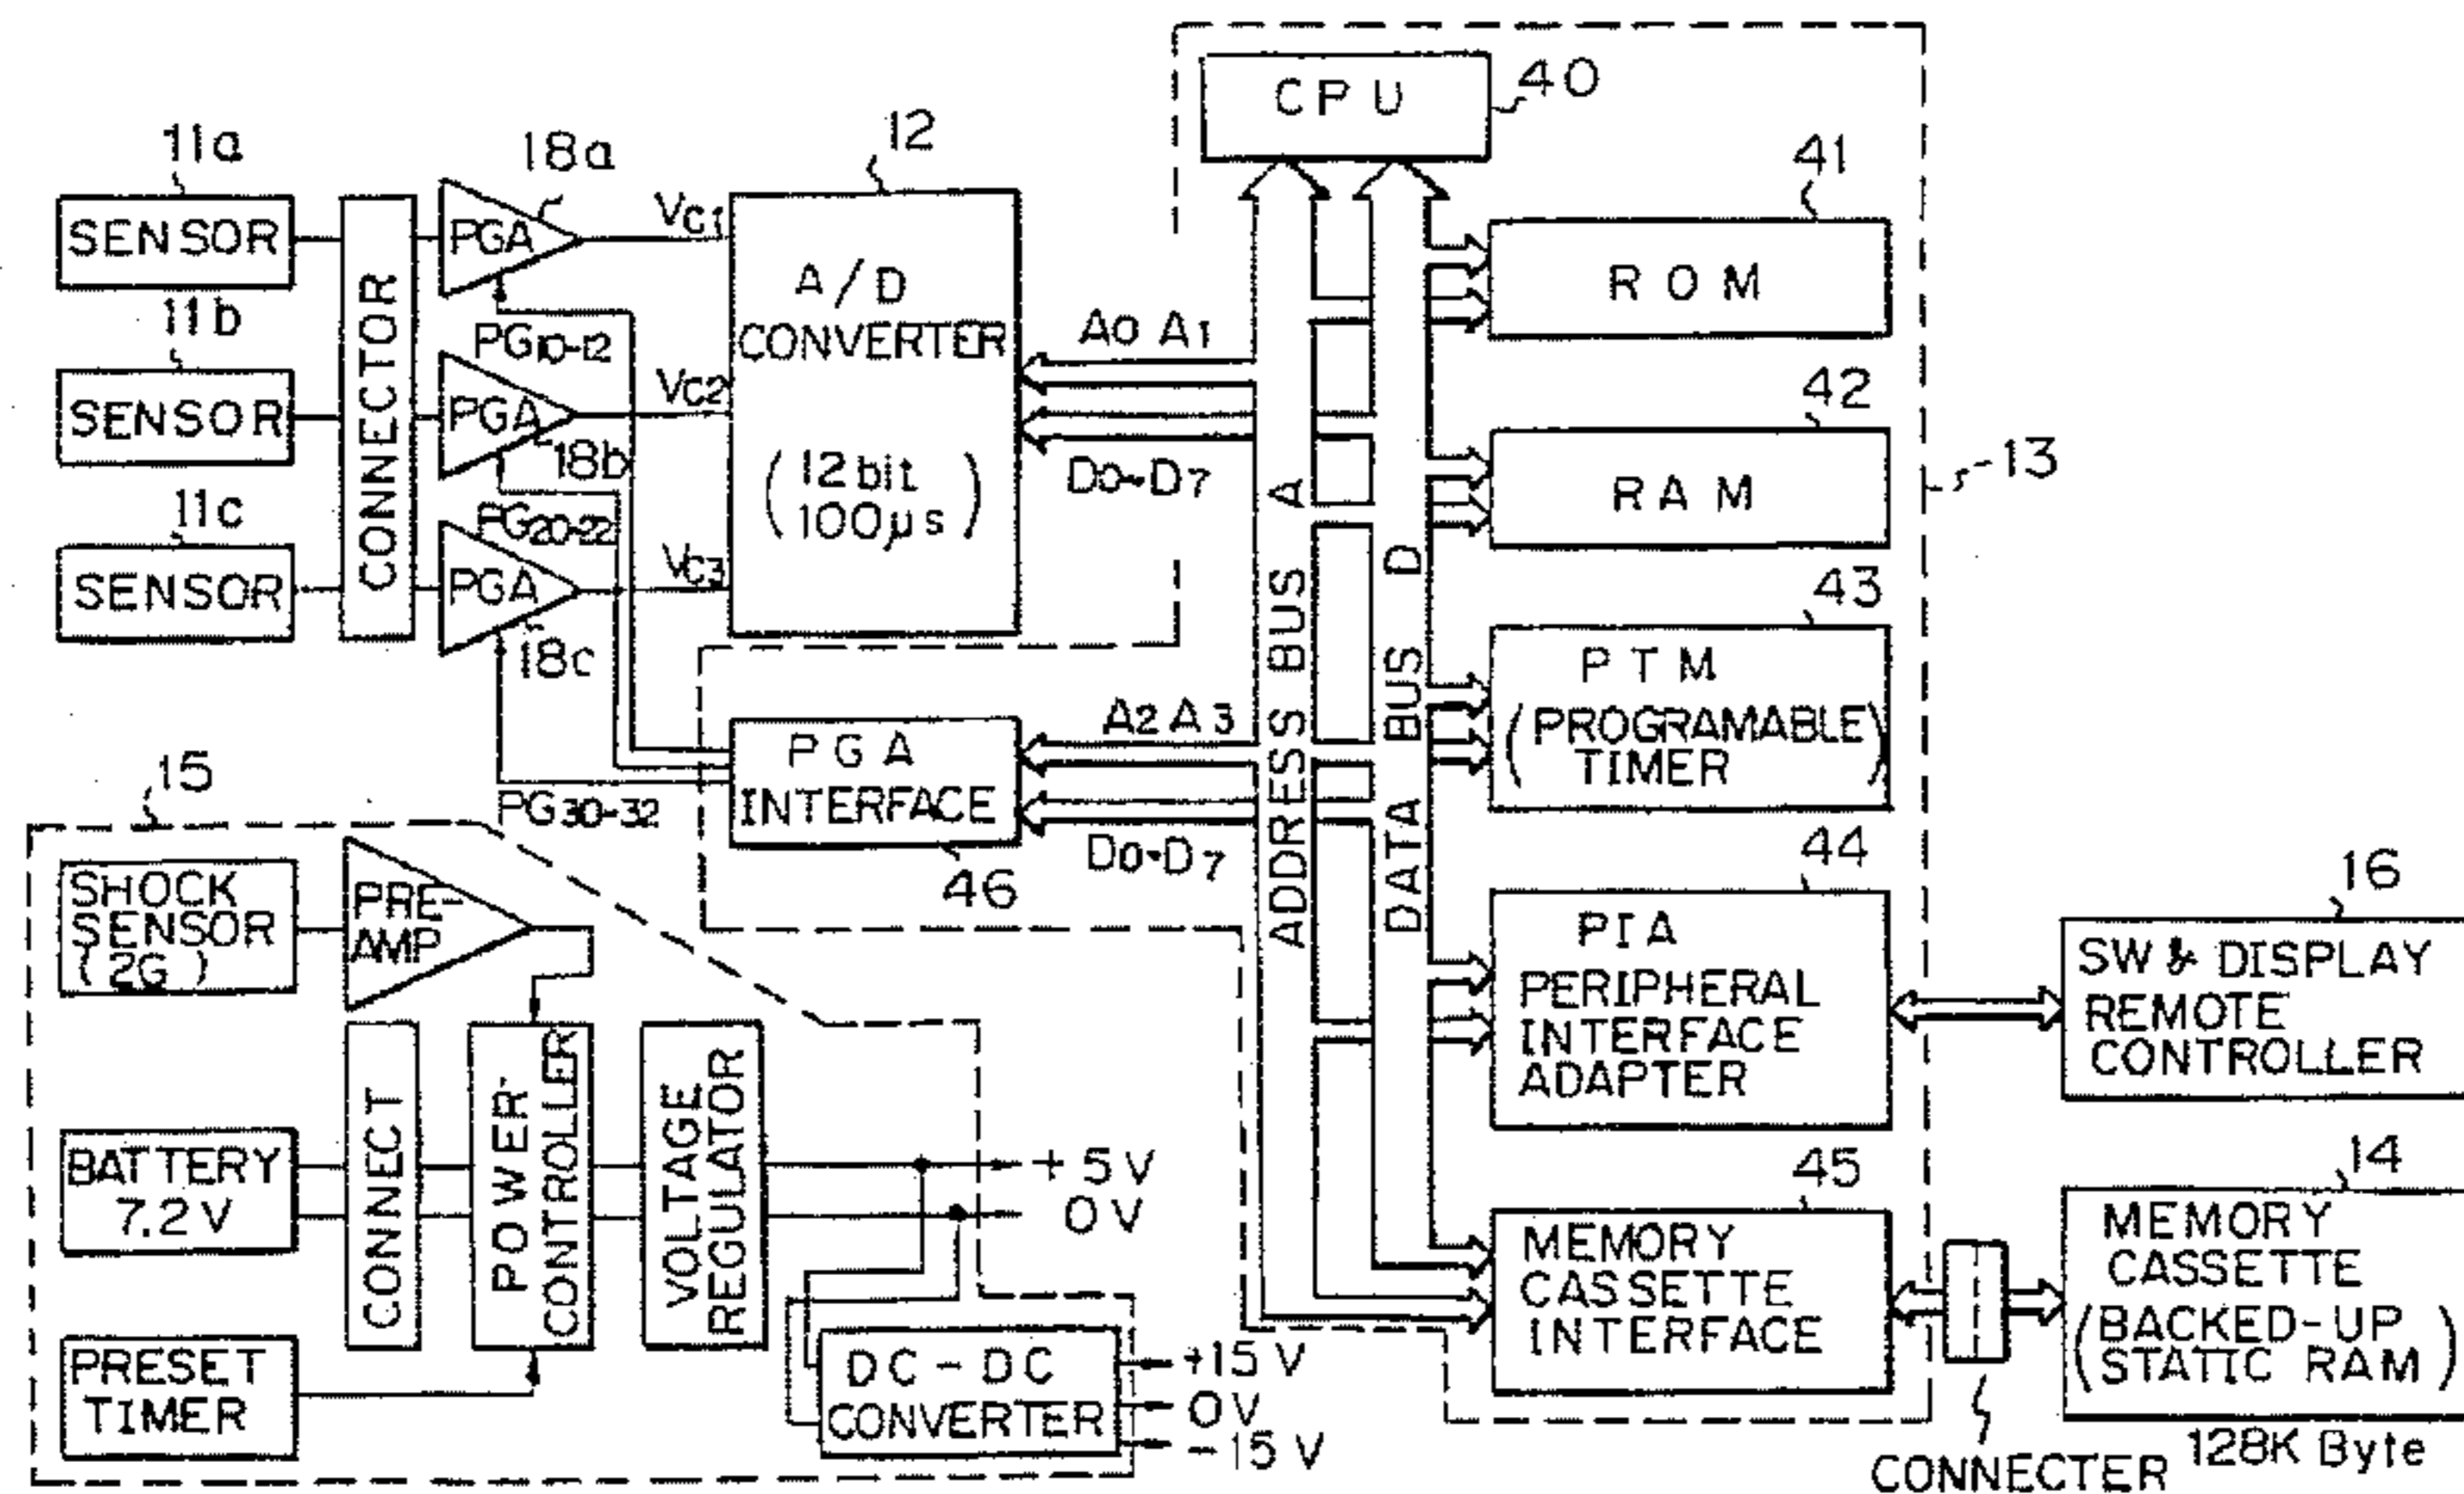 11a
SENSOR
11b
SENSOR
11c
SENSOR
CONNECTOR
18a
PGA
PG10-12
PGA
18b
PG20-22
PGA
18c
PG30-32
VC1
VC2
VC3
12
A/D
CONVERTER
(12bit
100μs)
A0 A1
D0-D7
PGA
INTERFACE
46
A2 A3
D0-D7
ADDRESS BUS A
DATA BUS D
CPU
40
41
ROM
42
RAM
13
43
PTM
(PROGRAMABLE
TIMER)
44
PIA
PERIPHERAL
INTERFACE
ADAPTER
45
MEMORY
CASSETTE
INTERFACE
16
SW & DISPLAY
REMOTE
CONTROLLER
14
MEMORY
CASSETTE
(BACKED-UP
STATIC RAM)
128K Byte
CONNECTER
15
SHOCK
SENSOR
(2G)
PRE-
AMP
BATTERY
7.2V
PRESET
TIMER
CONNECT
POWER-
CONTROLLER
VOLTAGE
REGULATOR
+5V
0V
DC-DC
CONVERTER
+15V
0V
-15V